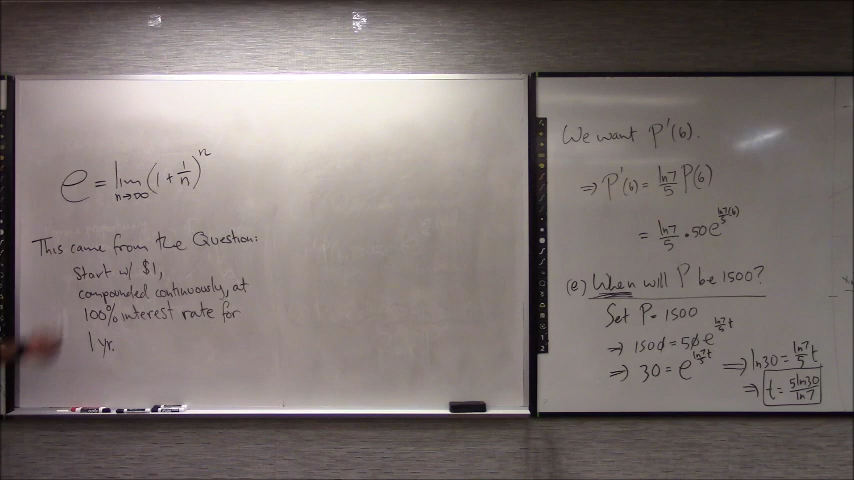 e = lim n→∞ (1 + 1/n)^n
This came from the Question:
Start w/ $1,
compounded continuously, at
100% interest rate for
1 yr.
We want P'(6).
⇒ P'(6) = ln7/5 P(6)
= ln7/5 • 50e^(ln7/5 (6))
(e) When will P be 1500?
Set P = 1500
⇒ 1500 = 50e^(ln7/5 t)
⇒ 30 = e^(ln7/5 t) ⇒ ln30 = ln7/5 t
⇒ t = 5ln30/ln7